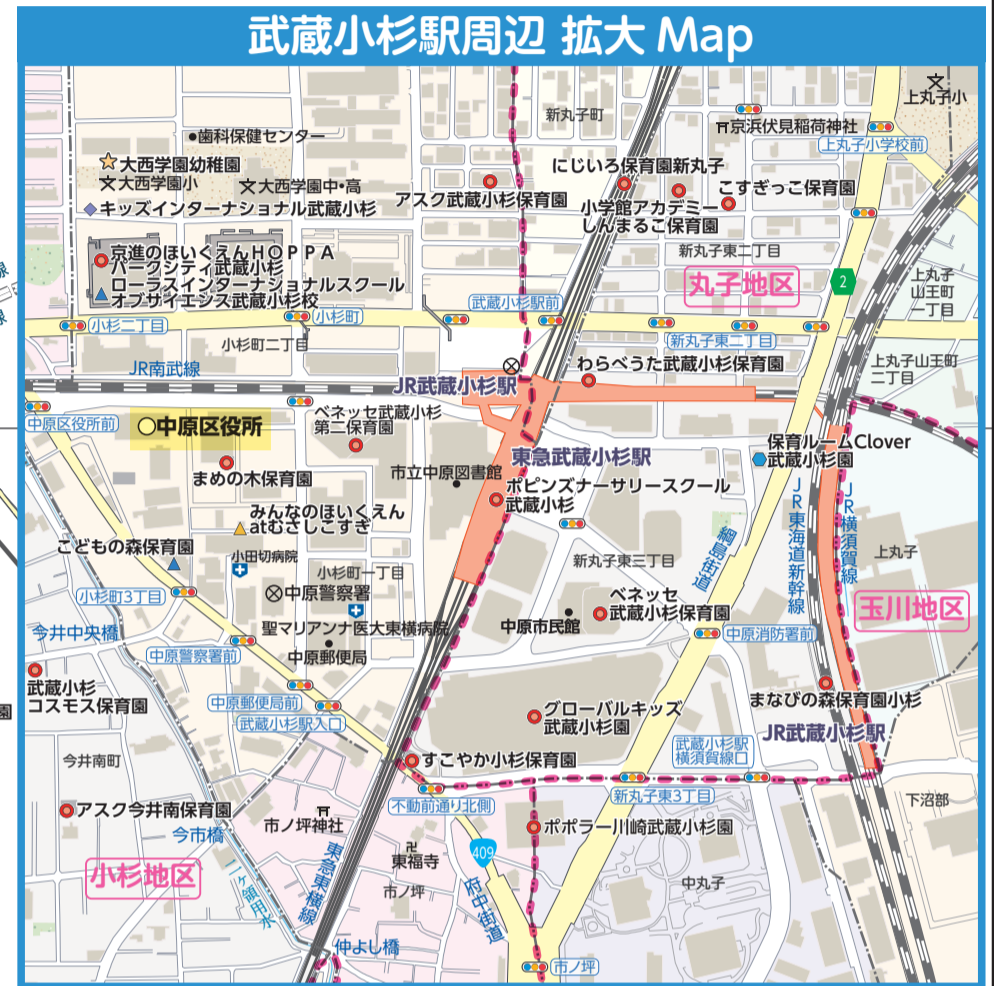 武蔵小杉駅周辺 拡大 Map
上丸子小
新丸子町
京浜伏見稲荷神社
歯科保健センター
上丸子小学校前
大西学園幼稚園
大西学園小
大西学園中・高
にじいろ保育園新丸子
こすぎっこ保育園
アスク武蔵小杉保育園
小学館アカデミー
しんまるこ保育園
キッズインターナショナル武蔵小杉
新丸子東二丁目
京進のほいくえんHOPPA
パークシティ武蔵小杉
ローラスインターナショナルスクール
オブサイエンス武蔵小杉校
丸子地区
2
上丸子
山王町
一丁目
武蔵小杉駅前
小杉二丁目
小杉町
小杉町二丁目
新丸子東二丁目
JR南武線
わらべうた武蔵小杉保育園
上丸子山王町
二丁目
JR武蔵小杉駅
中原区役所前
○中原区役所
ベネッセ武蔵小杉
第二保育園
東急武蔵小杉駅
保育ルームClover
武蔵小杉園
まめの木保育園
市立中原図書館
ポピンズナーサリースクール
武蔵小杉
JR東海道新幹線
JR横須賀線
みんなのほいくえん
atむさしこすぎ
綱島街道
こどもの森保育園
小田切病院
小杉町一丁目
新丸子東三丁目
上丸子
小杉町3丁目
中原警察署
ベネッセ
武蔵小杉保育園
玉川地区
今井中央橋
聖マリアンナ医大東横病院
中原市民館
中原消防署前
中原警察署前
中原郵便局
武蔵小杉
コスモス保育園
園
中原郵便局前
武蔵小杉駅入口
まなびの森保育園小杉
グローバルキッズ
武蔵小杉園
JR武蔵小杉駅
今井南町
すこやか小杉保育園
武蔵小杉駅
横須賀線口
不動前通り北側
新丸子東3丁目
下沼部
アスク今井南保育園
市ノ坪神社
今市橋
ポポラー川崎武蔵小杉園
東福寺
409
小杉地区
二ヶ領用水
東急東横線
市ノ坪
府中街道
中丸子
仲よし橋
市ノ坪
線
線